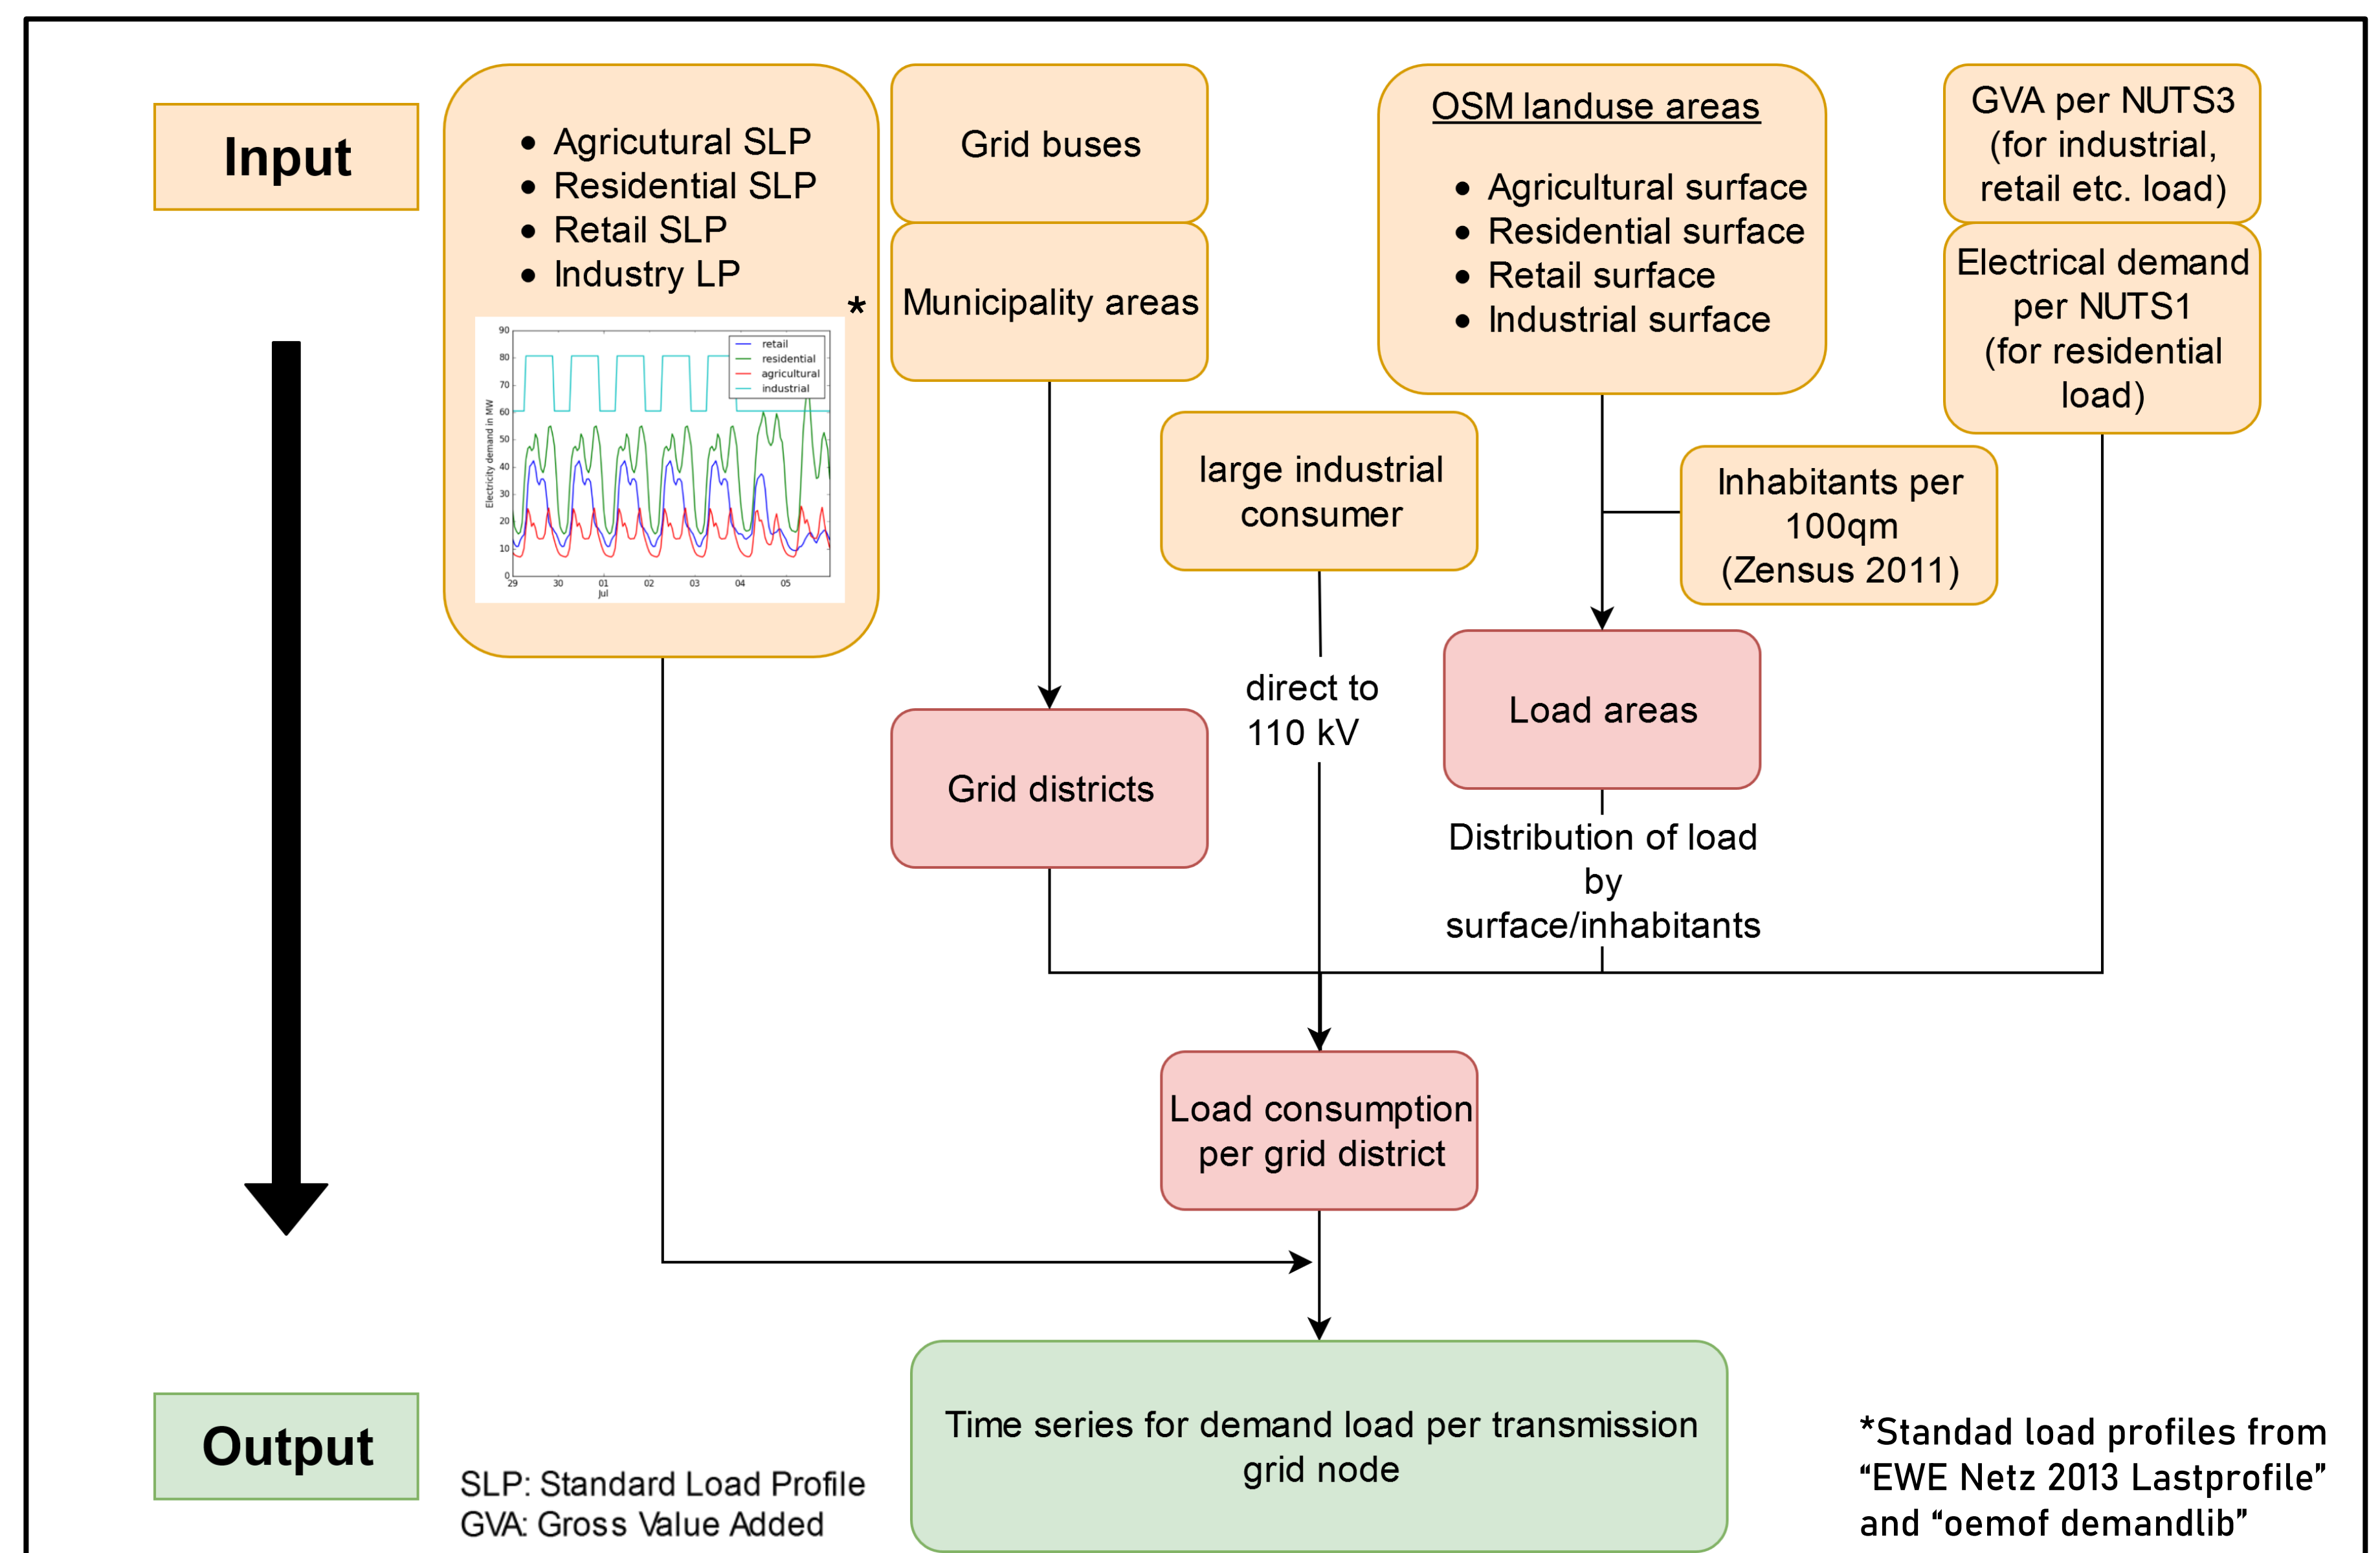 Input
• Agricutural SLP
• Residential SLP
• Retail SLP
• Industry LP
*
90
80
70
60
50
40
30
20
10
0
Electricity demand in MW
retail
residential
agricultural
industrial
29
30
01
02
03
04
05
Jul
Grid buses
Municipality areas
OSM landuse areas
• Agricultural surface
• Residential surface
• Retail surface
• Industrial surface
GVA per NUTS3
(for industrial,
retail etc. load)
Electrical demand
per NUTS1
(for residential
load)
large industrial
consumer
Inhabitants per
100qm
(Zensus 2011)
direct to
110 kV
Load areas
Grid districts
Distribution of load
by
surface/inhabitants
Load consumption
per grid district
Output
Time series for demand load per transmission
grid node
SLP: Standard Load Profile
GVA: Gross Value Added
*Standad load profiles from
“EWE Netz 2013 Lastprofile”
and “oemof demandlib”